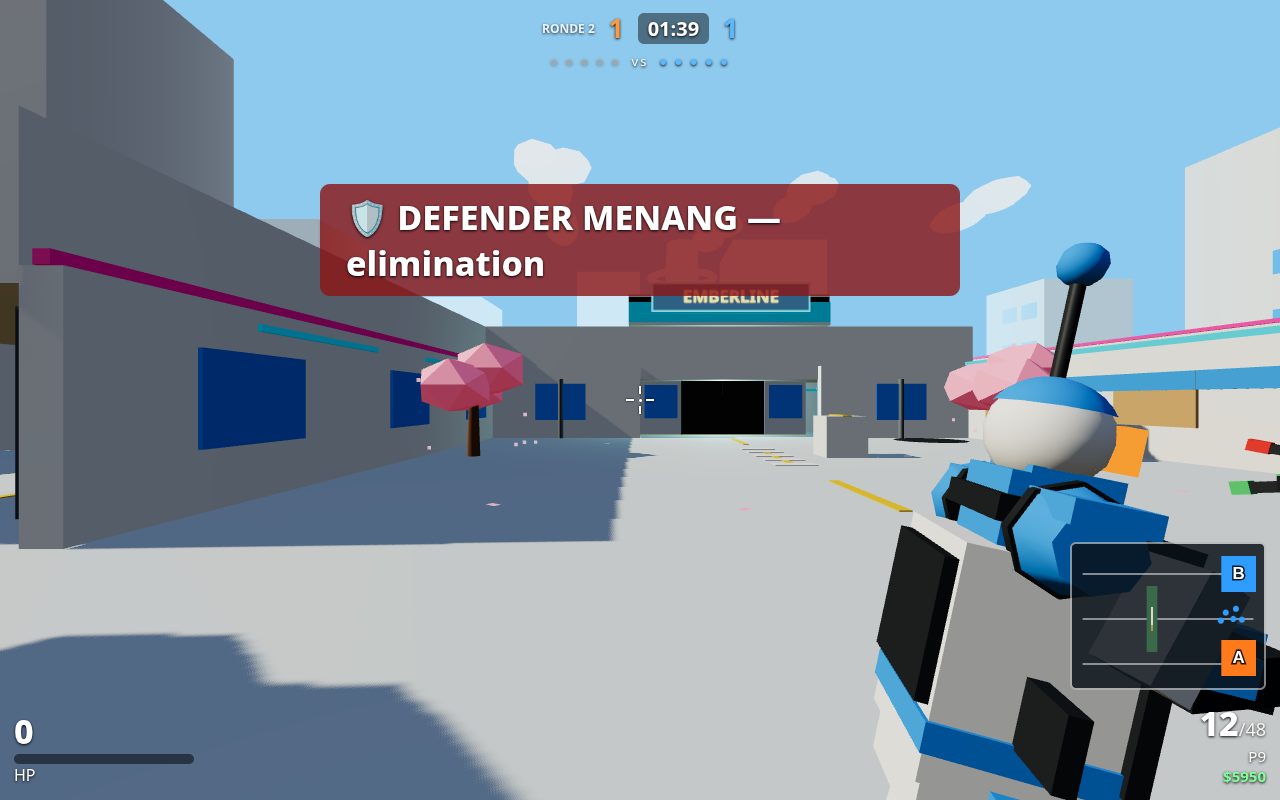 RONDE 2 1 01:39 1
VS
DEFENDER MENANG —
elimination
EMBERLINE
B
A
0
HP
12/48
P9
$5950